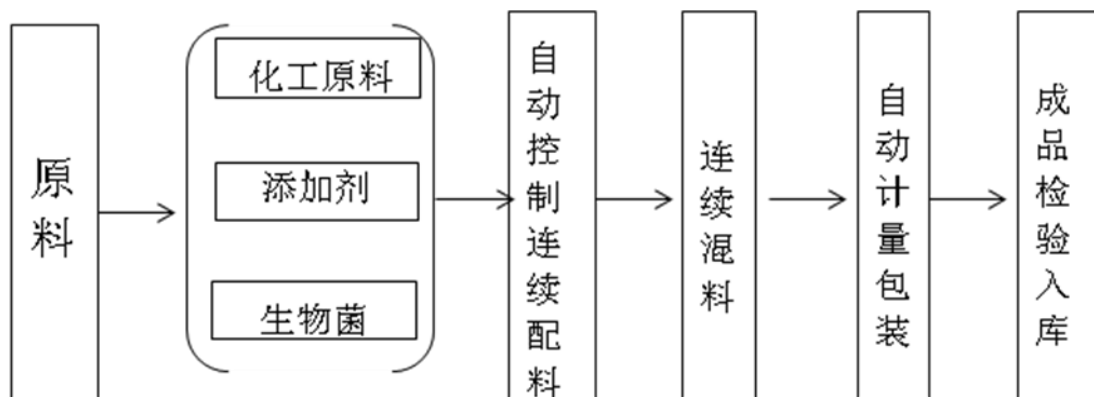 原料
化工原料
添加剂
生物菌
自动控制连续配料
连续混料
自动计量包装
成品检验入库